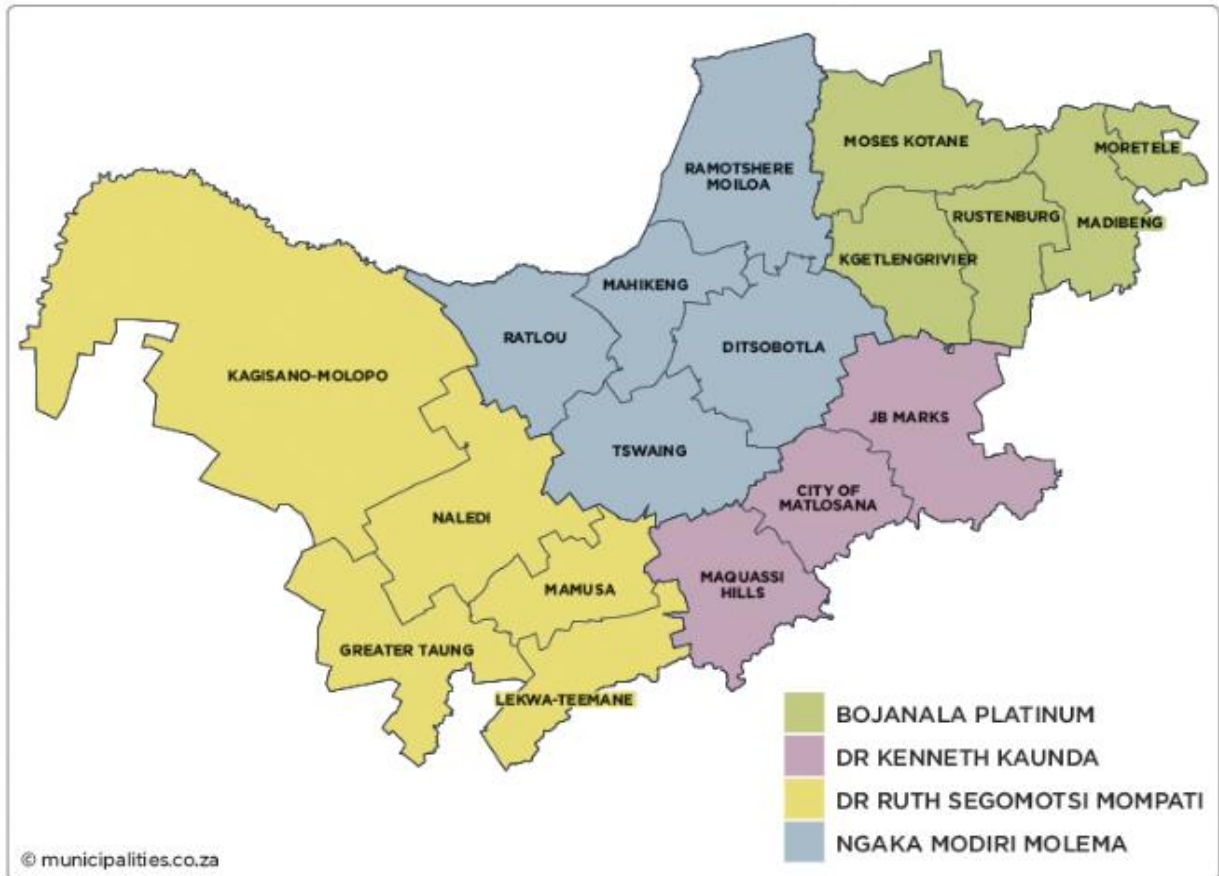 RAMOTSHERE
MOILOA
MOSES KOTANE
MORETELE
RUSTENBURG
MADIBENG
KGETLENGRIVIER
MAHIKENG
RATLOU
DITSOBOTLA
KAGISANO-MOLOPO
JB MARKS
TSWAING
CITY OF
MATLOSANA
NALEDI
MAMUSA
MAQUASSI
HILLS
GREATER TAUNG
LEKWA-TEEMANE
BOJANALA PLATINUM
DR KENNETH KAUNDA
DR RUTH SEGOMOTSI MOMPATI
NGAKA MODIRI MOLEMA
© municipalities.co.za